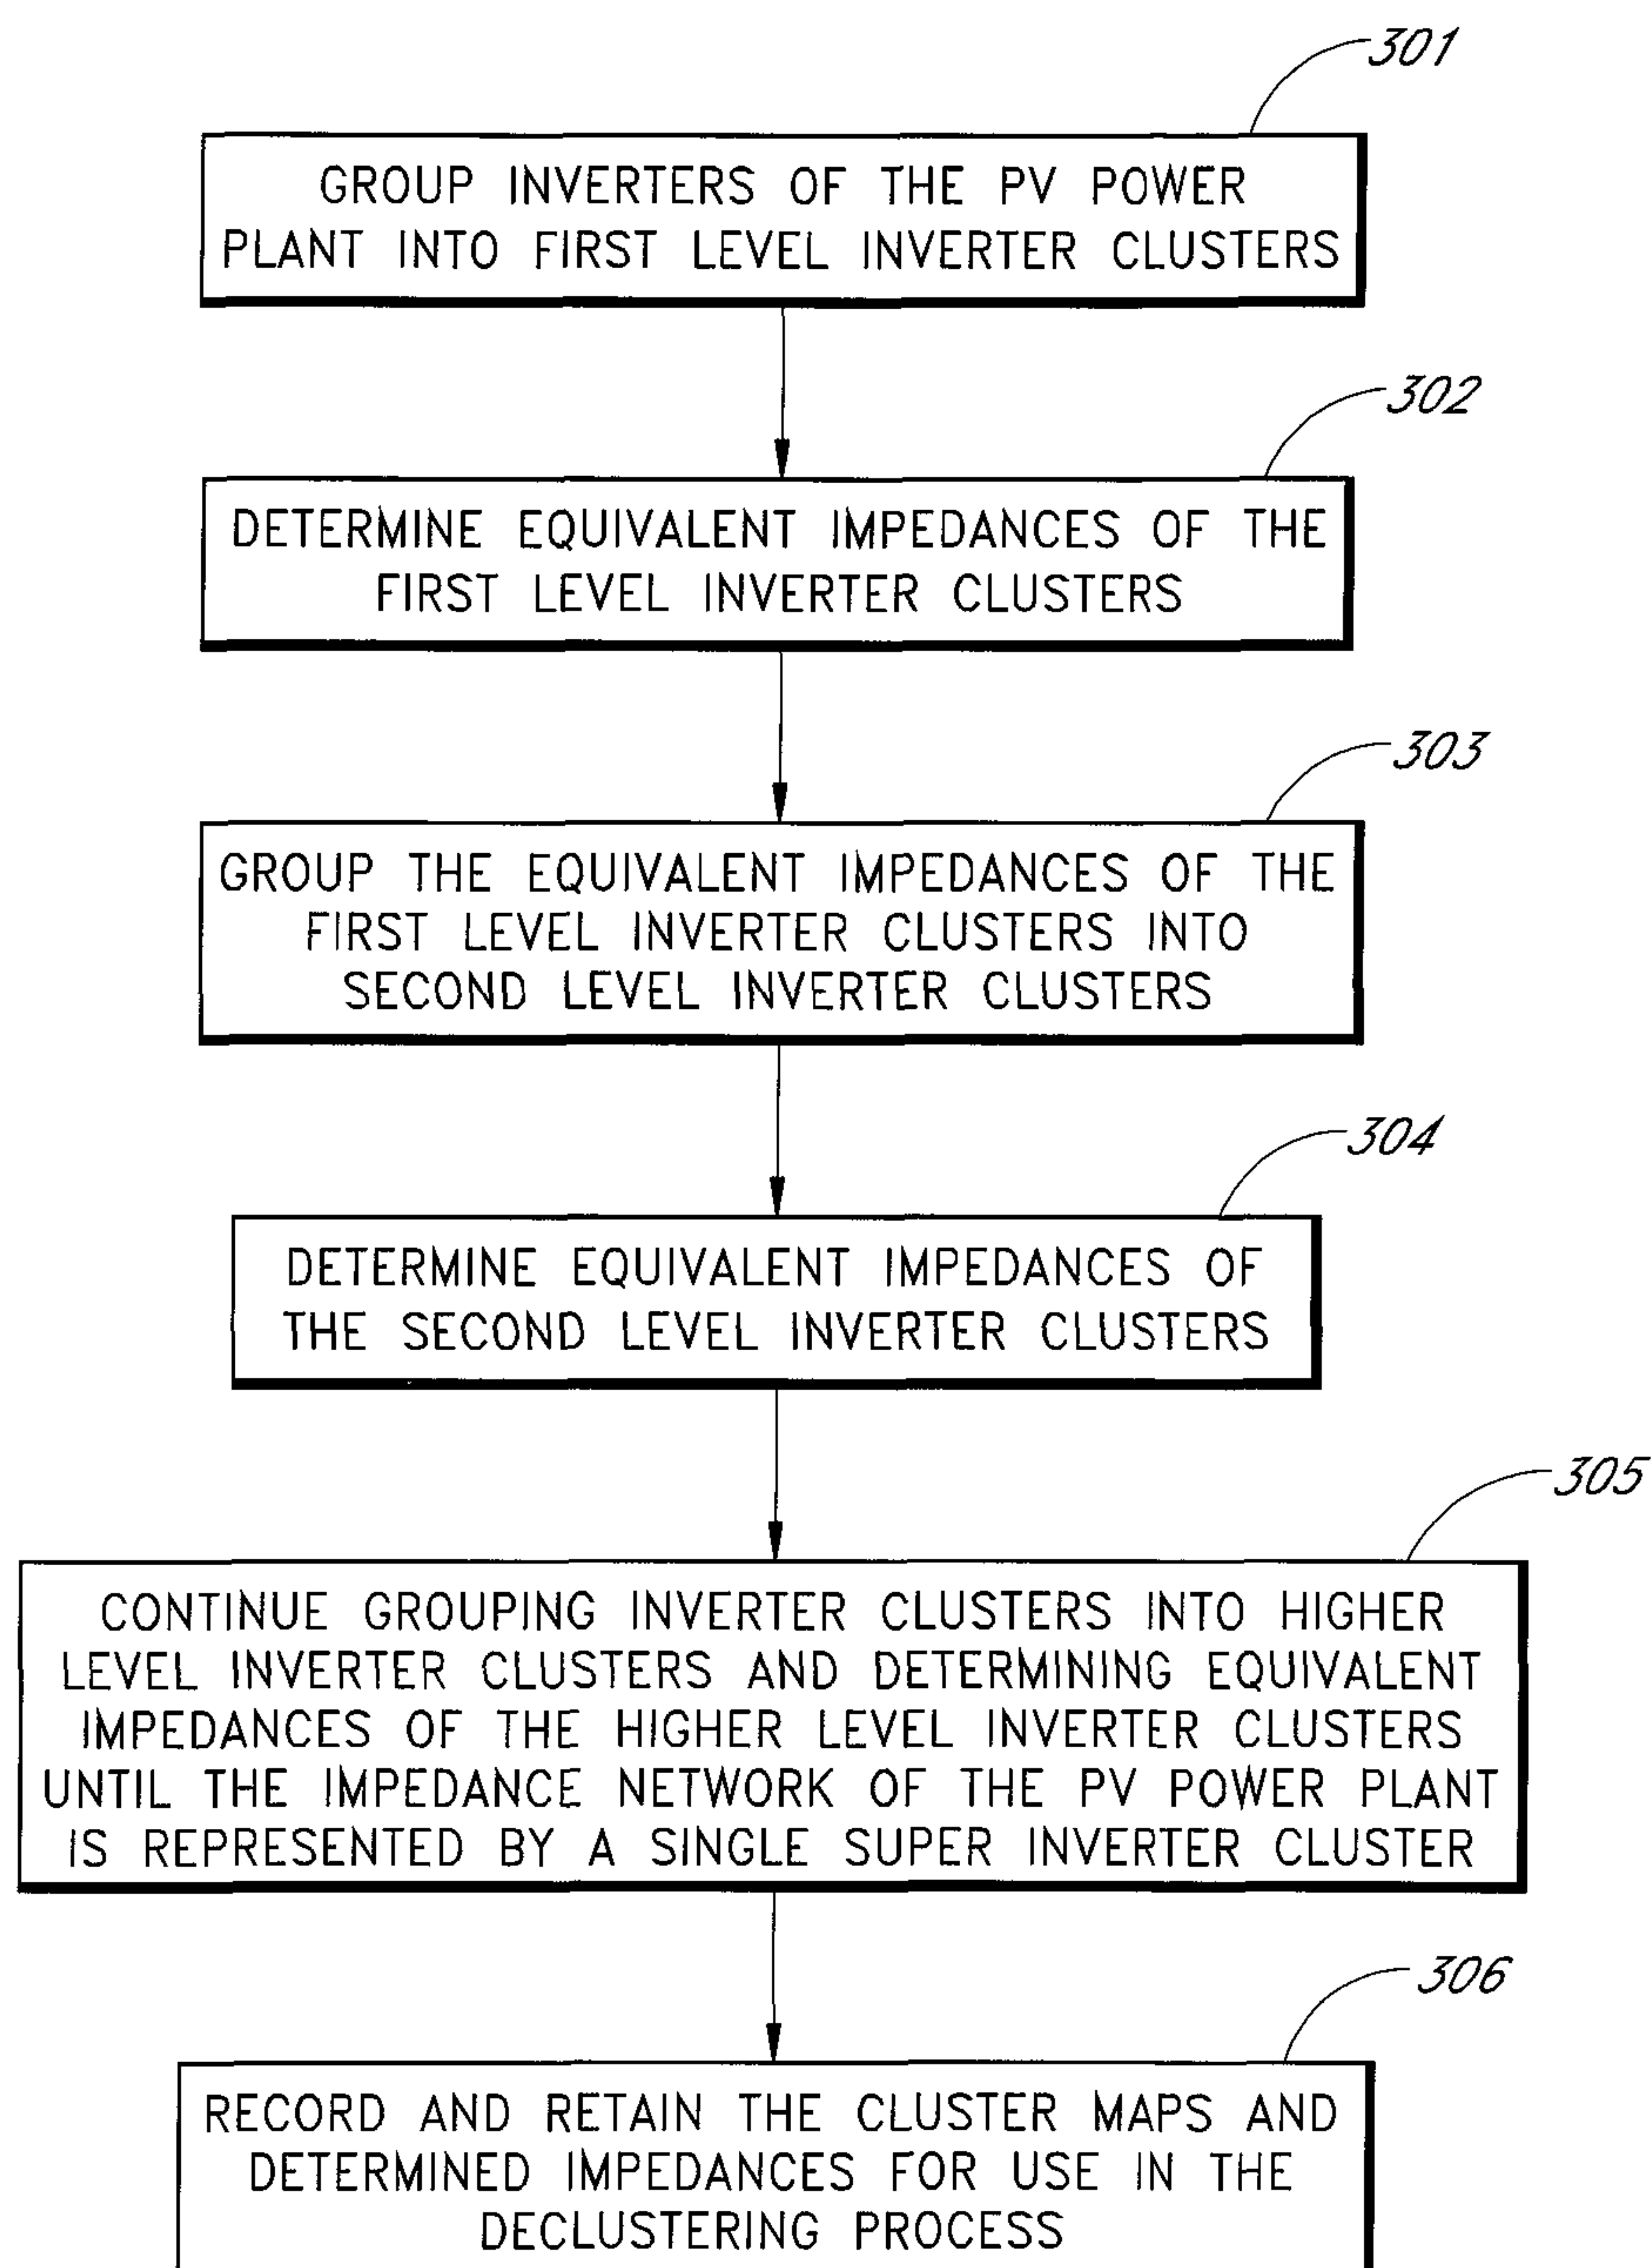 301
GROUP INVERTERS OF THE PV POWER
PLANT INTO FIRST LEVEL INVERTER CLUSTERS
302
DETERMINE EQUIVALENT IMPEDANCES OF THE
FIRST LEVEL INVERTER CLUSTERS
303
GROUP THE EQUIVALENT IMPEDANCES OF THE
FIRST LEVEL INVERTER CLUSTERS INTO
SECOND LEVEL INVERTER CLUSTERS
304
DETERMINE EQUIVALENT IMPEDANCES OF
THE SECOND LEVEL INVERTER CLUSTERS
305
CONTINUE GROUPING INVERTER CLUSTERS INTO HIGHER
LEVEL INVERTER CLUSTERS AND DETERMINING EQUIVALENT
IMPEDANCES OF THE HIGHER LEVEL INVERTER CLUSTERS
UNTIL THE IMPEDANCE NETWORK OF THE PV POWER PLANT
IS REPRESENTED BY A SINGLE SUPER INVERTER CLUSTER
306
RECORD AND RETAIN THE CLUSTER MAPS AND
DETERMINED IMPEDANCES FOR USE IN THE
DECLUSTERING PROCESS